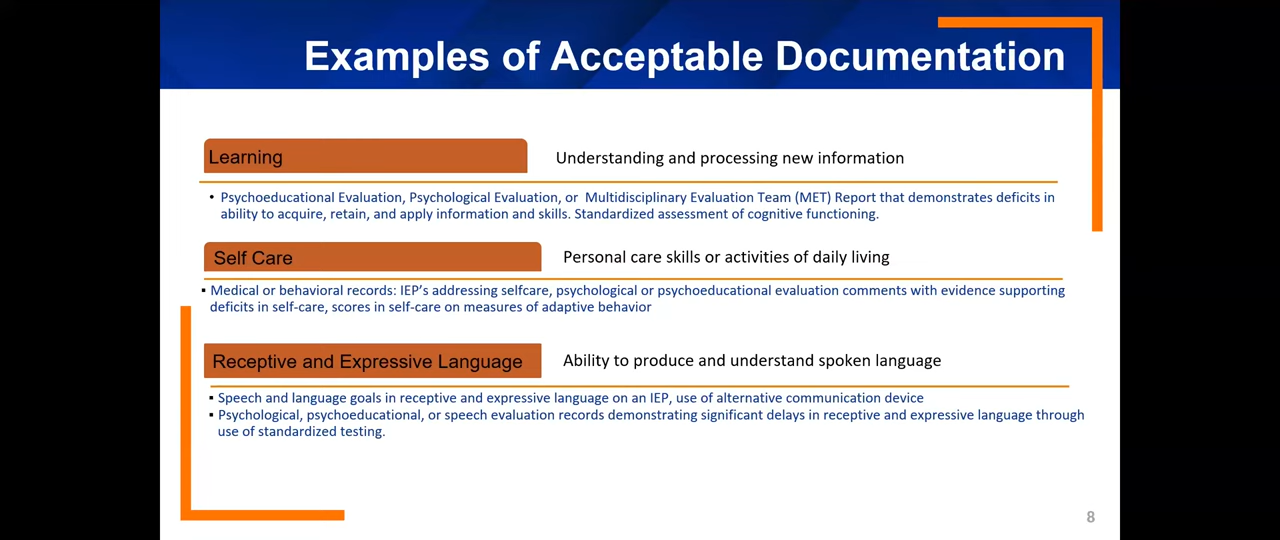 Examples of Acceptable Documentation
Learning
Understanding and processing new information
• Psychoeducational Evaluation, Psychological Evaluation, or Multidisciplinary Evaluation Team (MET) Report that demonstrates deficits in
ability to acquire, retain, and apply information and skills. Standardized assessment of cognitive functioning.
Self Care
Personal care skills or activities of daily living
▪ Medical or behavioral records: IEP's addressing selfcare, psychological or psychoeducational evaluation comments with evidence supporting
deficits in self-care, scores in self-care on measures of adaptive behavior
Receptive and Expressive Language
Ability to produce and understand spoken language
▪ Speech and language goals in receptive and expressive language on an IEP, use of alternative communication device
▪ Psychological, psychoeducational, or speech evaluation records demonstrating significant delays in receptive and expressive language through
use of standardized testing.
8